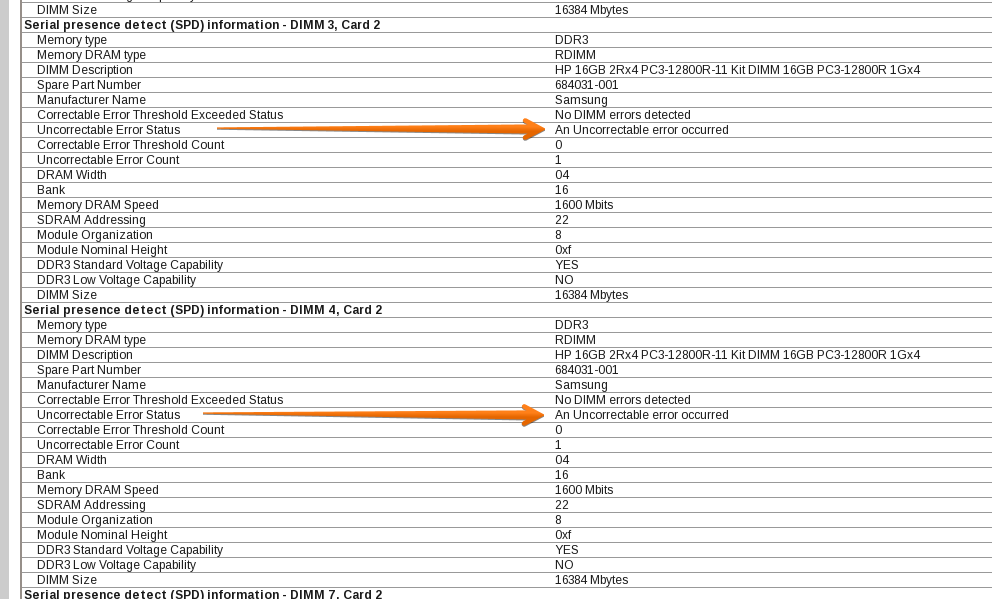 DIMM Size 16384 Mbytes
Serial presence detect (SPD) information - DIMM 3, Card 2
Memory type DDR3
Memory DRAM type RDIMM
DIMM Description HP 16GB 2Rx4 PC3-12800R-11 Kit DIMM 16GB PC3-12800R 1Gx4
Spare Part Number 684031-001
Manufacturer Name Samsung
Correctable Error Threshold Exceeded Status No DIMM errors detected
Uncorrectable Error Status An Uncorrectable error occurred
Correctable Error Threshold Count 0
Uncorrectable Error Count 1
DRAM Width 04
Bank 16
Memory DRAM Speed 1600 Mbits
SDRAM Addressing 22
Module Organization 8
Module Nominal Height 0xf
DDR3 Standard Voltage Capability YES
DDR3 Low Voltage Capability NO
DIMM Size 16384 Mbytes
Serial presence detect (SPD) information - DIMM 4, Card 2
Memory type DDR3
Memory DRAM type RDIMM
DIMM Description HP 16GB 2Rx4 PC3-12800R-11 Kit DIMM 16GB PC3-12800R 1Gx4
Spare Part Number 684031-001
Manufacturer Name Samsung
Correctable Error Threshold Exceeded Status No DIMM errors detected
Uncorrectable Error Status An Uncorrectable error occurred
Correctable Error Threshold Count 0
Uncorrectable Error Count 1
DRAM Width 04
Bank 16
Memory DRAM Speed 1600 Mbits
SDRAM Addressing 22
Module Organization 8
Module Nominal Height 0xf
DDR3 Standard Voltage Capability YES
DDR3 Low Voltage Capability NO
DIMM Size 16384 Mbytes
Serial presence detect (SPD) information - DIMM 7, Card 2